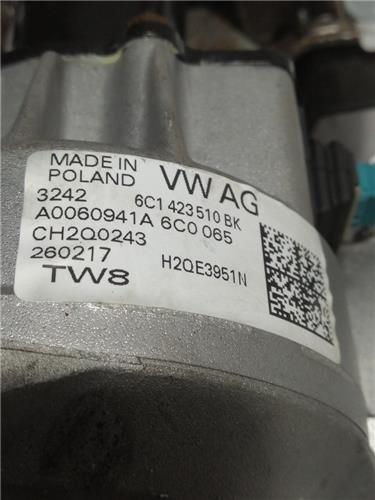 MADE IN
POLAND VW AG
3242 6C1 423 510 BK
A0060941A 6C0 065
CH2Q0243
260217 H2QE3951N
TW8